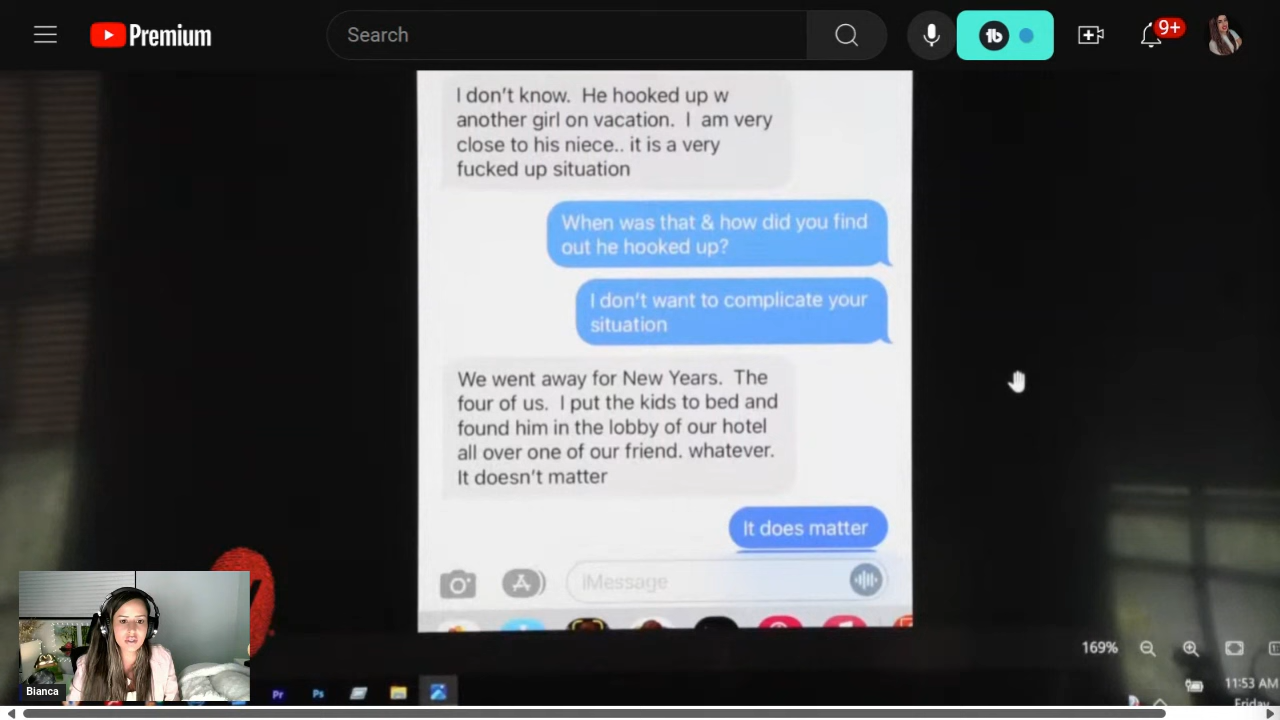 Premium
Search
9+
I don't know. He hooked up w
another girl on vacation. I am very
close to his niece.. it is a very
fucked up situation
When was that & how did you find
out he hooked up?
I don't want to complicate your
situation
We went away for New Years. The
four of us. I put the kids to bed and
found him in the lobby of our hotel
all over one of our friend. whatever.
It doesn't matter
It does matter
iMessage
169%
Bianca
Pr
Ps
11:53 AM
Friday